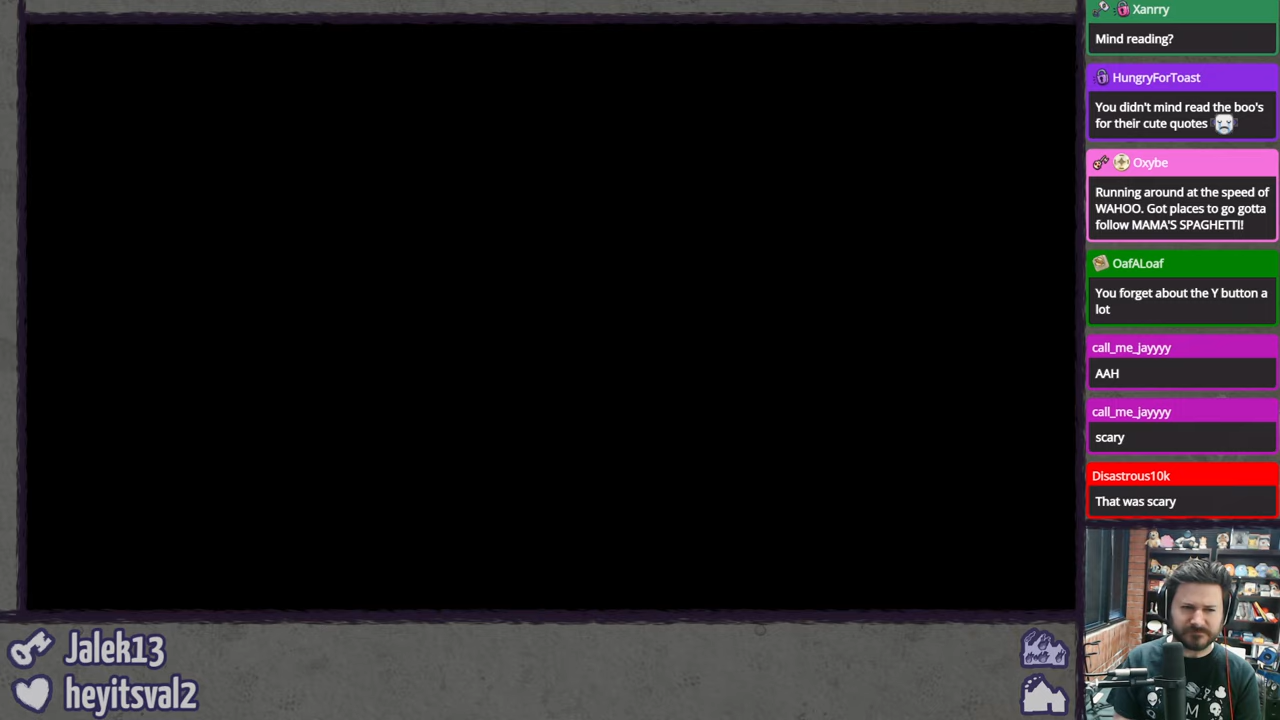 Xanrry
Mind reading?
HungryForToast
You didn't mind read the boo's
for their cute quotes
Oxybe
Running around at the speed of
WAHOO. Got places to go gotta
follow MAMA'S SPAGHETTI!
OafALoaf
You forget about the Y button a
lot
call_me_jayyyy
AAH
call_me_jayyyy
scary
Disastrous10k
That was scary
Jalek13
heyitsval2